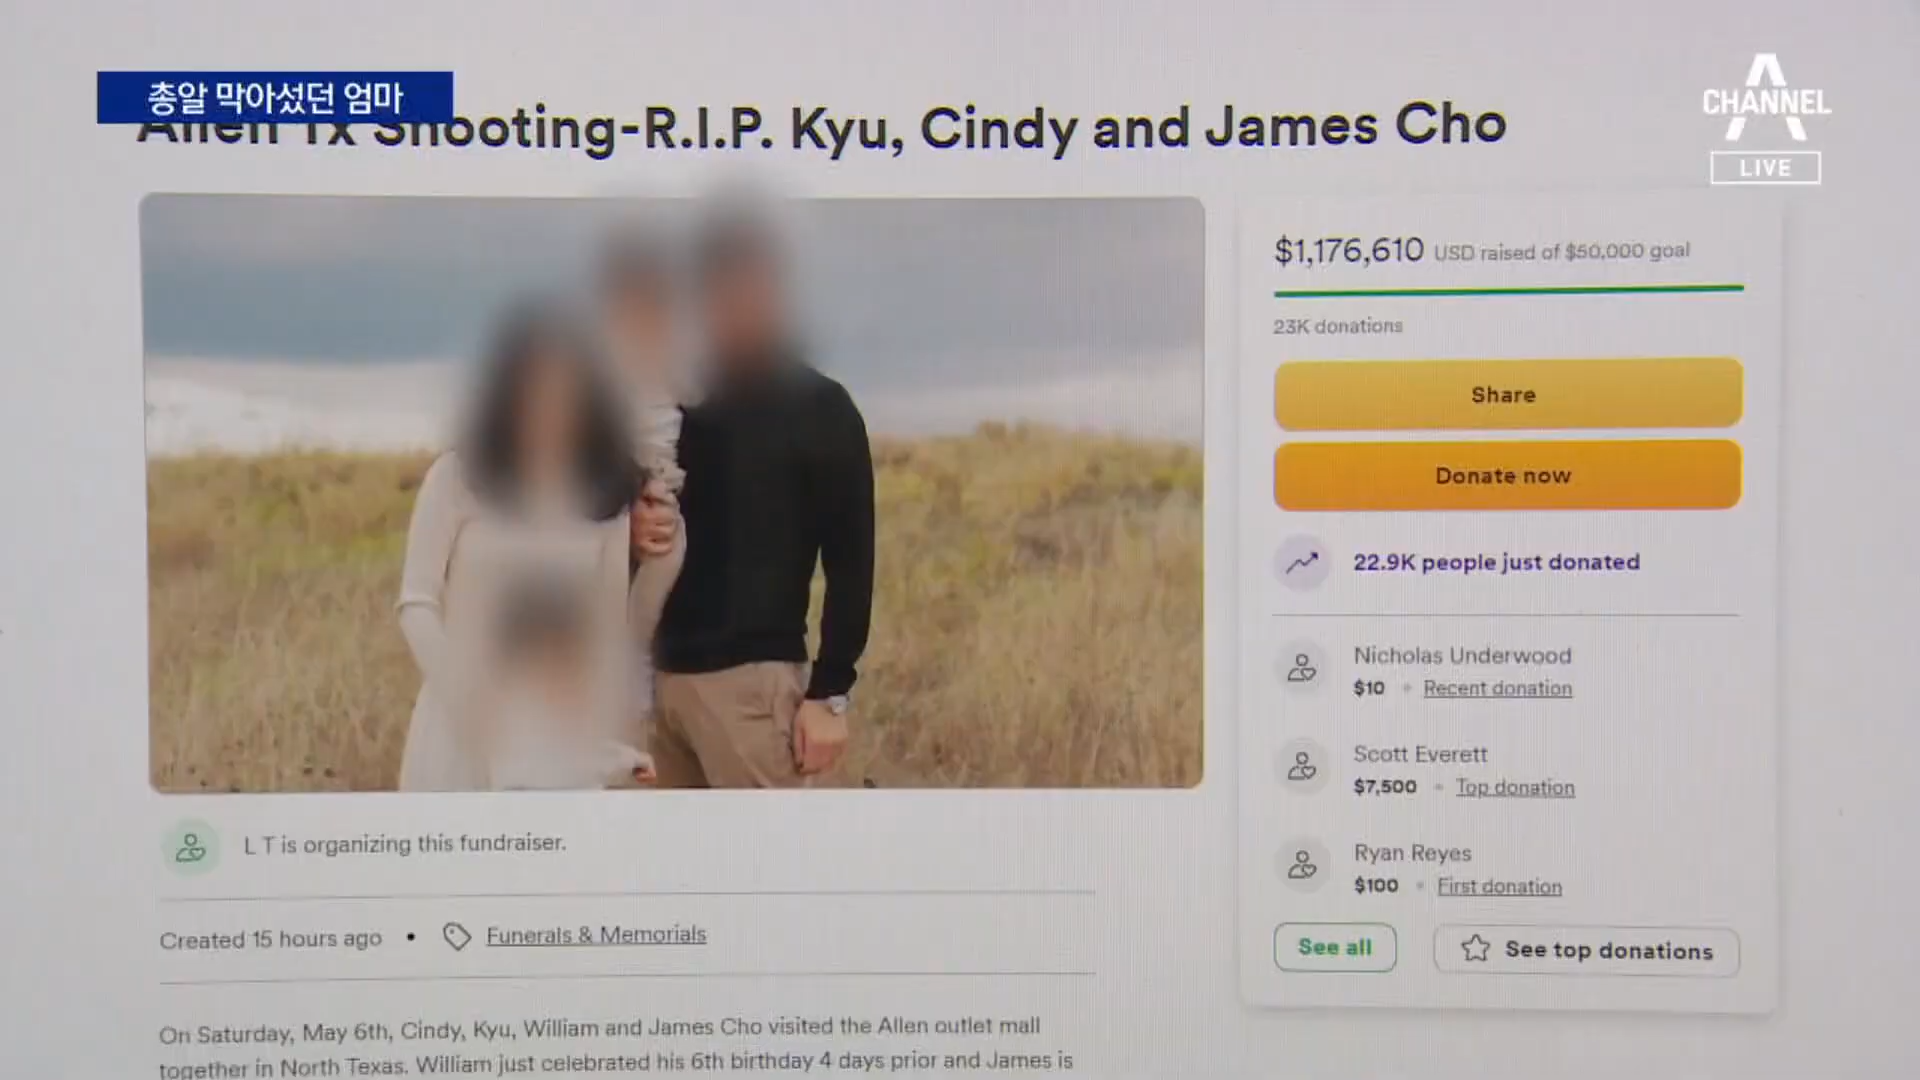 총알 막아섰던 엄마
CHANNEL A
LIVE
Allen Tx Shooting-R.I.P. Kyu, Cindy and James Cho
$1,176,610 USD raised of $50,000 goal
23K donations
Share
Donate now
22.9K people just donated
Nicholas Underwood
$10 • Recent donation
Scott Everett
$7,500 • Top donation
Ryan Reyes
$100 • First donation
See all
See top donations
L T is organizing this fundraiser.
Created 15 hours ago • Funerals & Memorials
On Saturday, May 6th, Cindy, Kyu, William and James Cho visited the Allen outlet mall
together in North Texas. William just celebrated his 6th birthday 4 days prior and James is